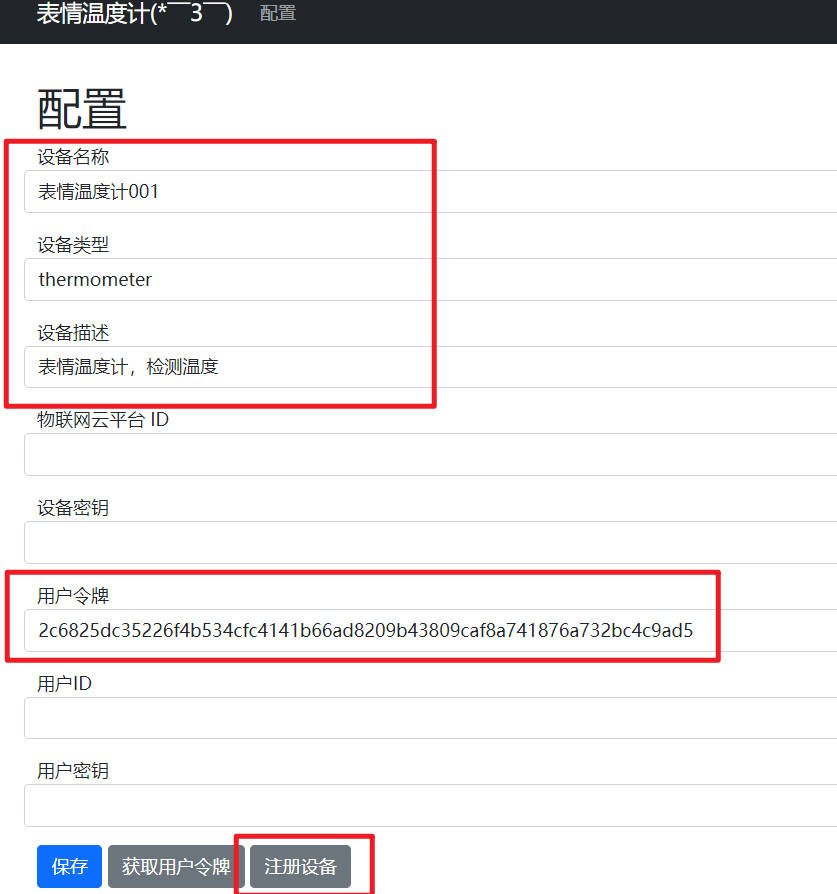 表情温度计(*￣3￣) 配置
配置
设备名称
表情温度计001
设备类型
thermometer
设备描述
表情温度计，检测温度
物联网云平台 ID
设备密钥
用户令牌
2c6825dc35226f4b534cfc4141b66ad8209b43809caf8a741876a732bc4c9ad5
用户ID
用户密钥
保存 获取用户令牌 注册设备